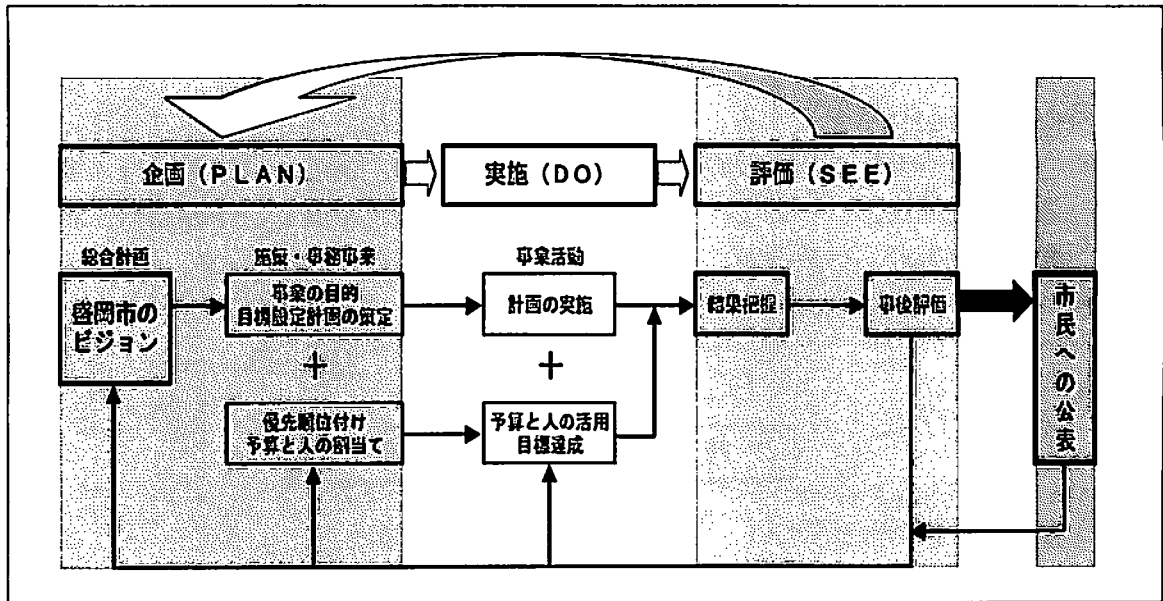 企画(PLAN)
実施(DO)
評価(SEE)
総合計画
盛岡市の
ビジョン
施策・事務事業
事業の目的
目標設定計画の策定
+
優先順位付け
予算と人の割当て
事業活動
計画の実施
+
予算と人の活用
目標達成
結果把握
事後評価
市民への公表